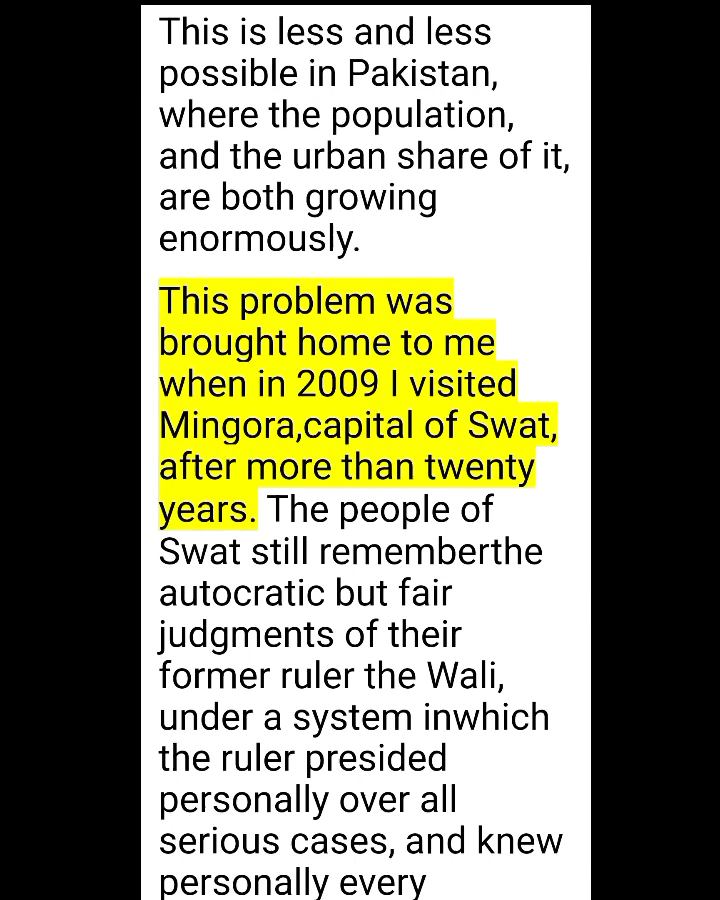 This is less and less
possible in Pakistan,
where the population,
and the urban share of it,
are both growing
enormously.
This problem was
brought home to me
when in 2009 I visited
Mingora,capital of Swat,
after more than twenty
years. The people of
Swat still rememberthe
autocratic but fair
judgments of their
former ruler the Wali,
under a system inwhich
the ruler presided
personally over all
serious cases, and knew
personally every